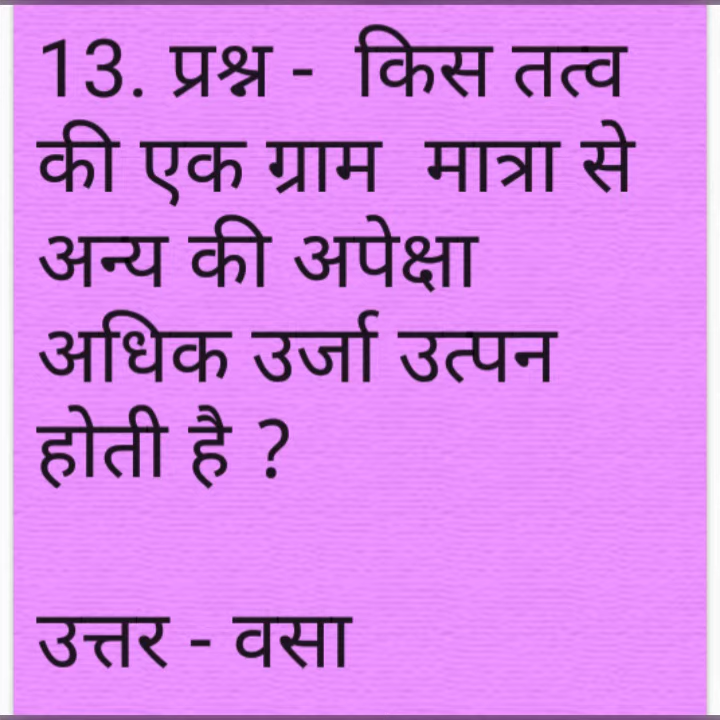 13. प्रश्न - किस तत्व
की एक ग्राम मात्रा से
अन्य की अपेक्षा
अधिक उर्जा उत्पन
होती है ?
उत्तर - वसा